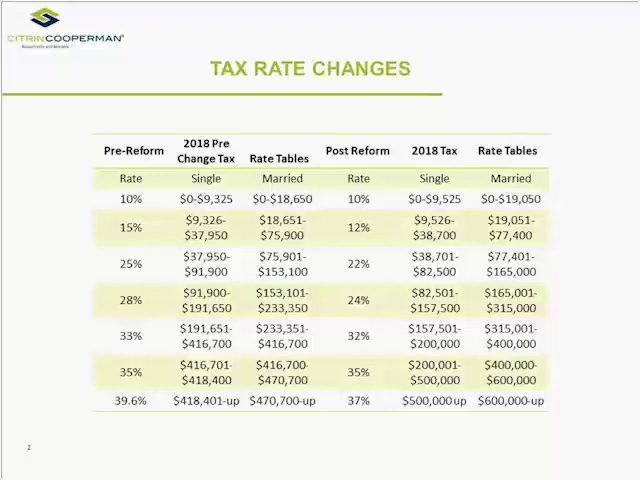 CITRINCOOPERMAN®
TAX RATE CHANGES
Pre-Reform 2018 Pre Change Tax Rate Tables Post Reform 2018 Tax Rate Tables
Rate Single Married Rate Single Married
10% $0-$9,325 $0-$18,650 10% $0-$9,525 $0-$19,050
15% $9,326-$37,950 $18,651-$75,900 12% $9,526-$38,700 $19,051-$77,400
25% $37,950-$91,900 $75,901-$153,100 22% $38,701-$82,500 $77,401-$165,000
28% $91,900-$191,650 $153,101-$233,350 24% $82,501-$157,500 $165,001-$315,000
33% $191,651-$416,700 $233,351-$416,700 32% $157,501-$200,000 $315,001-$400,000
35% $416,701-$418,400 $416,700-$470,700 35% $200,001-$500,000 $400,000-$600,000
39.6% $418,401-up $470,700-up 37% $500,000 up $600,000-up
2